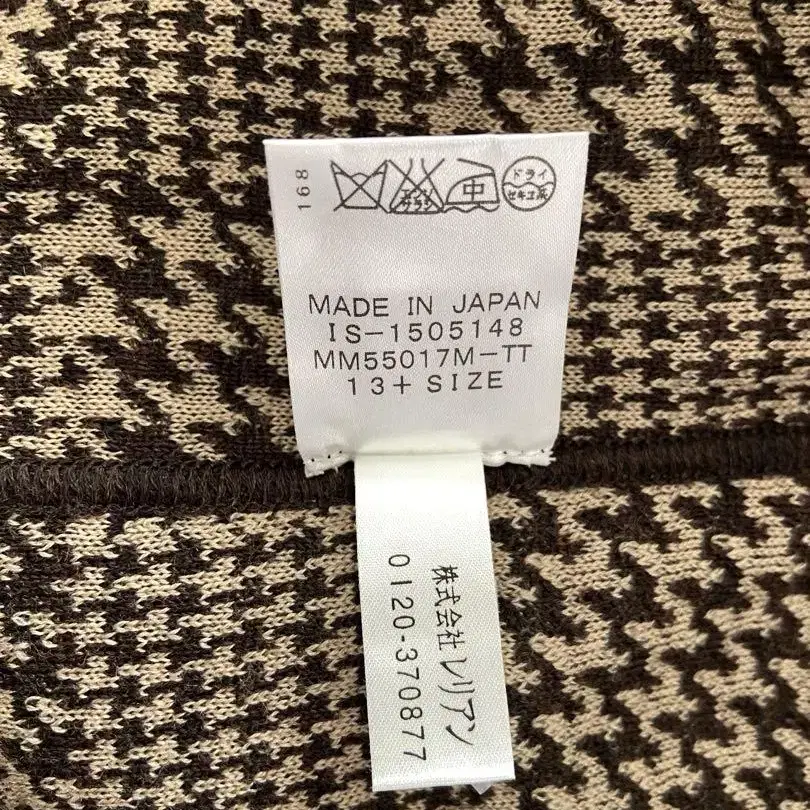 168
中
ドライ
セキユ系
MADE IN JAPAN
IS-1505148
MM55017M-TT
13+ SIZE
株式会社レリアン
0120-370877